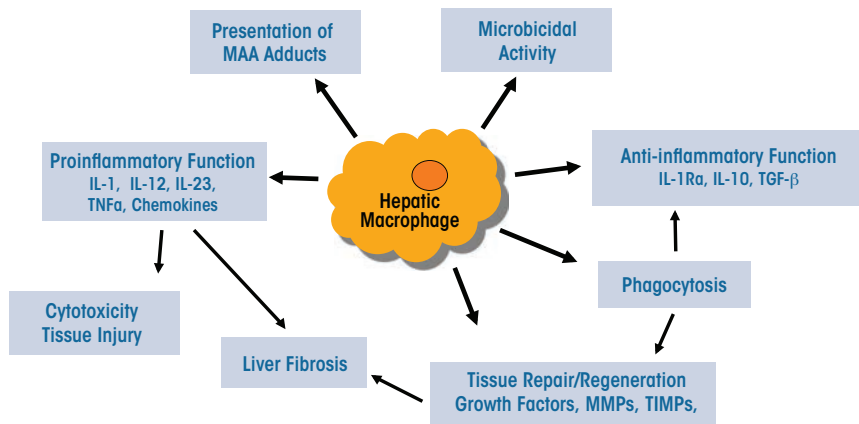 Presentation of
MAA Adducts
Microbicidal
Activity
Proinflammatory Function
IL-1, IL-12, IL-23,
TNFa, Chemokines
Hepatic
Macrophage
Anti-inflammatory Function
IL-1Ra, IL-10, TGF-β
Phagocytosis
Cytotoxicity
Tissue Injury
Liver Fibrosis
Tissue Repair/Regeneration
Growth Factors, MMPs, TIMPs,